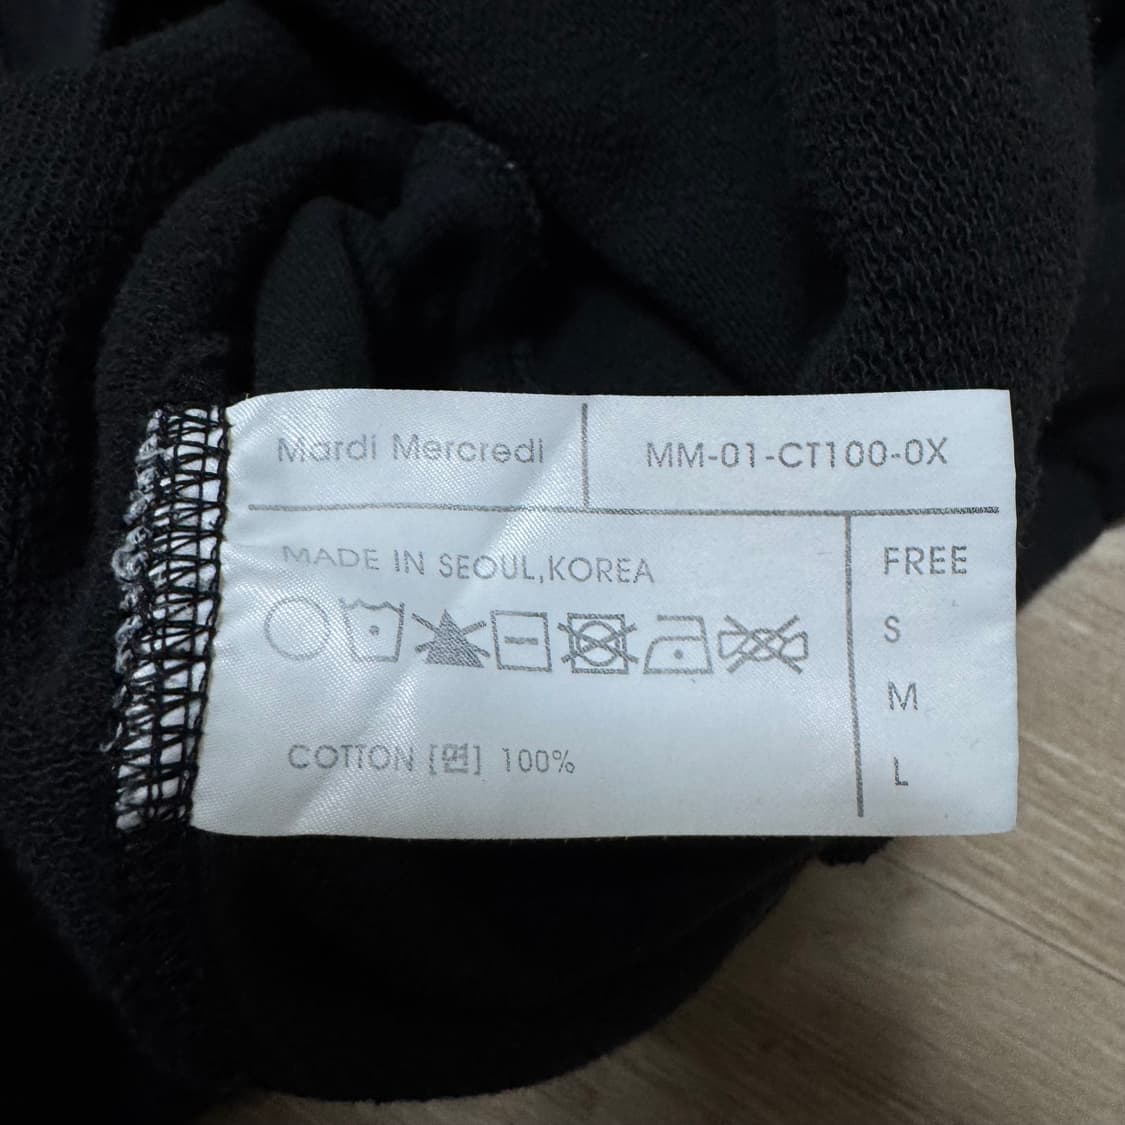 Mardi Mercredi
MM-01-CT100-0X
MADE IN SEOUL,KOREA
COTTON [면] 100%
FREE
S
M
L